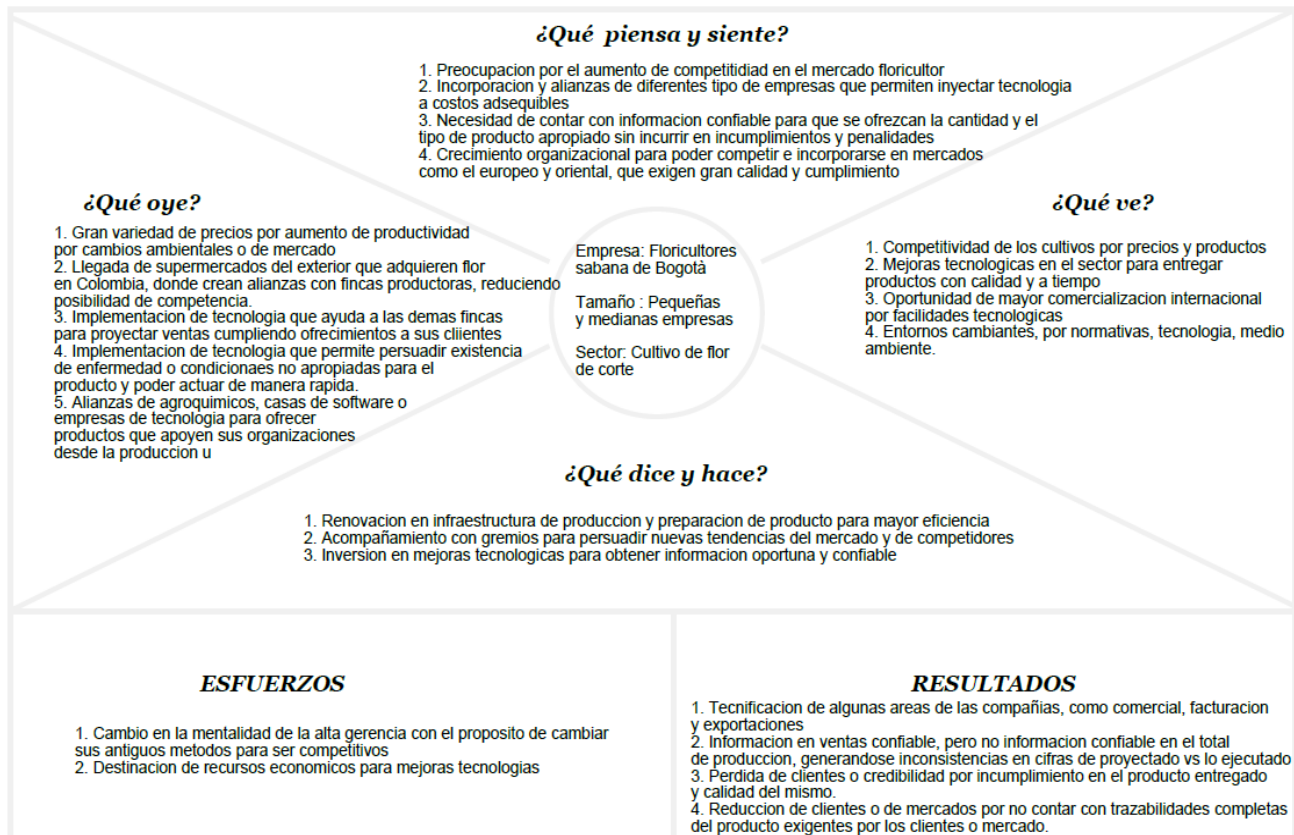 ¿Qué piensa y siente?
1. Preocupacion por el aumento de competitidiad en el mercado floricultor
2. Incorporacion y alianzas de diferentes tipo de empresas que permiten inyectar tecnologia
a costos adsequibles
3. Necesidad de contar con informacion confiable para que se ofrezcan la cantidad y el
tipo de producto apropiado sin incurrir en incumplimientos y penalidades
4. Crecimiento organizacional para poder competir e incorporarse en mercados
como el europeo y oriental, que exigen gran calidad y cumplimiento
¿Qué oye?
1. Gran variedad de precios por aumento de productividad
por cambios ambientales o de mercado
2. Llegada de supermercados del exterior que adquieren flor
en Colombia, donde crean alianzas con fincas productoras, reduciendo
posibilidad de competencia.
3. Implementacion de tecnologia que ayuda a las demas fincas
para proyectar ventas cumpliendo ofrecimientos a sus cliientes
4. Implementacion de tecnologia que permite persuadir existencia
de enfermedad o condicionaes no apropiadas para el
producto y poder actuar de manera rapida.
5. Alianzas de agroquimicos, casas de software o
empresas de tecnologia para ofrecer
productos que apoyen sus organizaciones
desde la produccion u
Empresa: Floricultores
sabana de Bogotà
Tamaño : Pequeñas
y medianas empresas
Sector: Cultivo de flor
de corte
¿Qué ve?
1. Competitividad de los cultivos por precios y productos
2. Mejoras tecnologicas en el sector para entregar
productos con calidad y a tiempo
3. Oportunidad de mayor comercializacion internacional
por facilidades tecnologicas
4. Entornos cambiantes, por normativas, tecnologia, medio
ambiente.
¿Qué dice y hace?
1. Renovacion en infraestructura de produccion y preparacion de producto para mayor eficiencia
2. Acompañamiento con gremios para persuadir nuevas tendencias del mercado y de competidores
3. Inversion en mejoras tecnologicas para obtener informacion oportuna y confiable
ESFUERZOS
1. Cambio en la mentalidad de la alta gerencia con el proposito de cambiar
sus antiguos metodos para ser competitivos
2. Destinacion de recursos economicos para mejoras tecnologias
RESULTADOS
1. Tecnificacion de algunas areas de las compañias, como comercial, facturacion
y exportaciones
2. Informacion en ventas confiable, pero no informacion confiable en el total
de produccion, generandose inconsistencias en cifras de proyectado vs lo ejecutado
3. Perdida de clientes o credibilidad por incumplimiento en el producto entregado
y calidad del mismo.
4. Reduccion de clientes o de mercados por no contar con trazabilidades completas
del producto exigentes por los clientes o mercado.